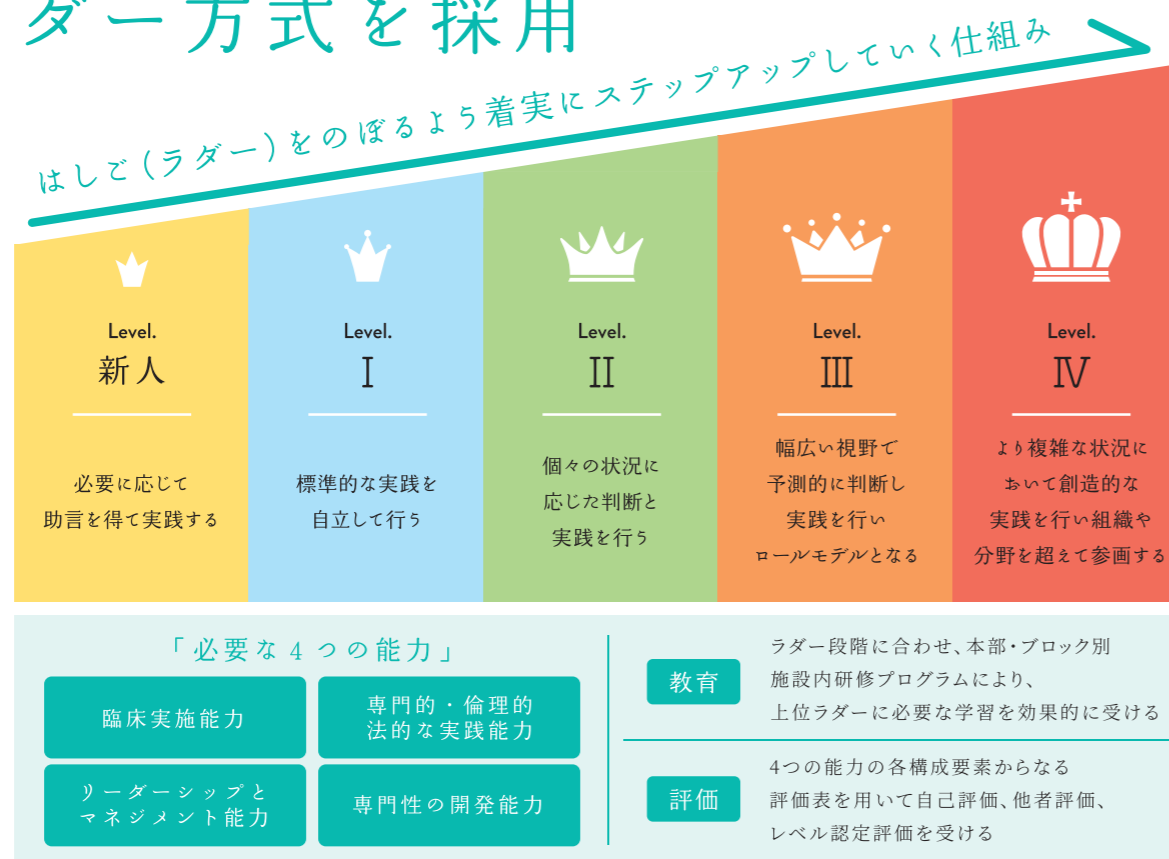 ダー方式を採用
はしご(ラダー)をのぼるよう着実にステップアップしていく仕組み
Level.
新人
必要に応じて
助言を得て実践する
Level.
Ⅰ
標準的な実践を
自立して行う
Level.
Ⅱ
個々の状況に
応じた判断と
実践を行う
Level.
Ⅲ
幅広い視野で
予測的に判断し
実践を行い
ロールモデルとなる
Level.
Ⅳ
より複雑な状況に
おいて創造的な
実践を行い組織や
分野を超えて参画する
「必要な4つの能力」
臨床実施能力
専門的・倫理的
法的な実践能力
リーダーシップと
マネジメント能力
専門性の開発能力
教育
ラダー段階に合わせ、本部・ブロック別
施設内研修プログラムにより、
上位ラダーに必要な学習を効果的に受ける
評価
4つの能力の各構成要素からなる
評価表を用いて自己評価、他者評価、
レベル認定評価を受ける